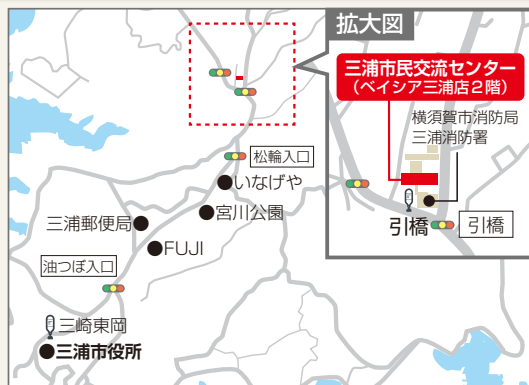 拡大図
三浦市民交流センター
（ベイシア三浦店２階）
横須賀市消防局
三浦消防署
引橋
引橋
松輪入口
いなげや
宮川公園
三浦郵便局
FUJI
油つぼ入口
三崎東岡
三浦市役所